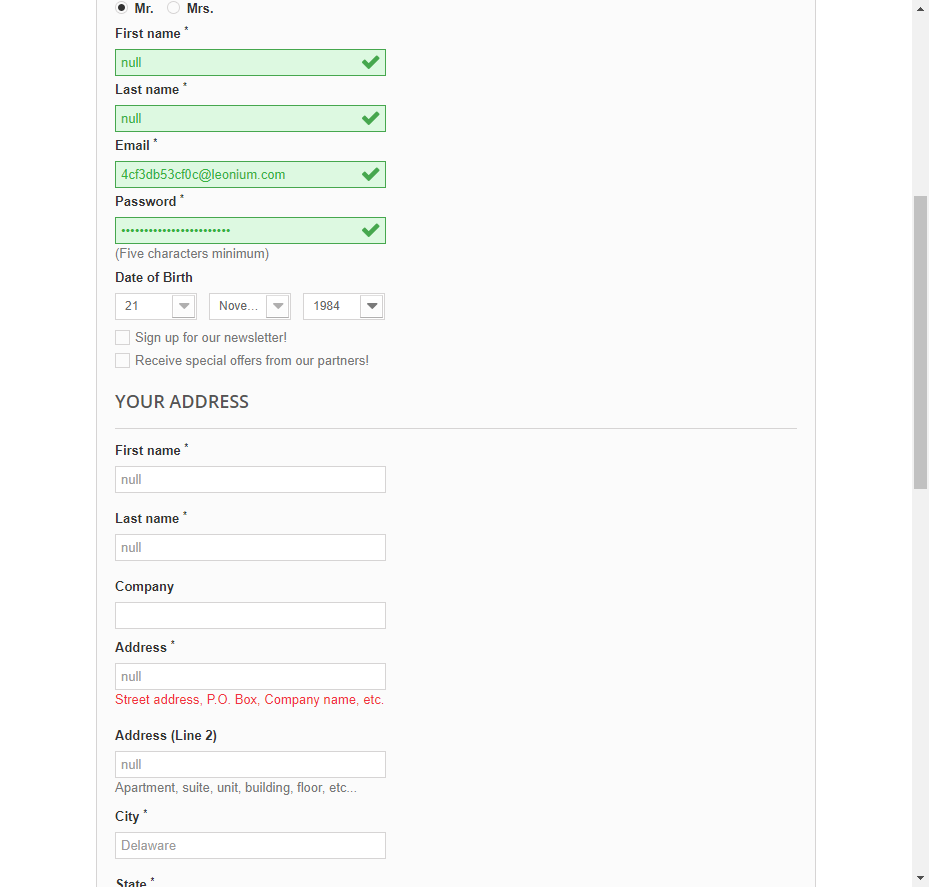 Mr. Mrs.
First name *
null
Last name *
null
Email *
4cf3db53cf0c@leonium.com
Password *
••••••••••••••••••••••••
(Five characters minimum)
Date of Birth
21 Nove... 1984
Sign up for our newsletter!
Receive special offers from our partners!
YOUR ADDRESS
First name *
null
Last name *
null
Company
Address *
null
Street address, P.O. Box, Company name, etc.
Address (Line 2)
null
Apartment, suite, unit, building, floor, etc...
City *
Delaware
State *